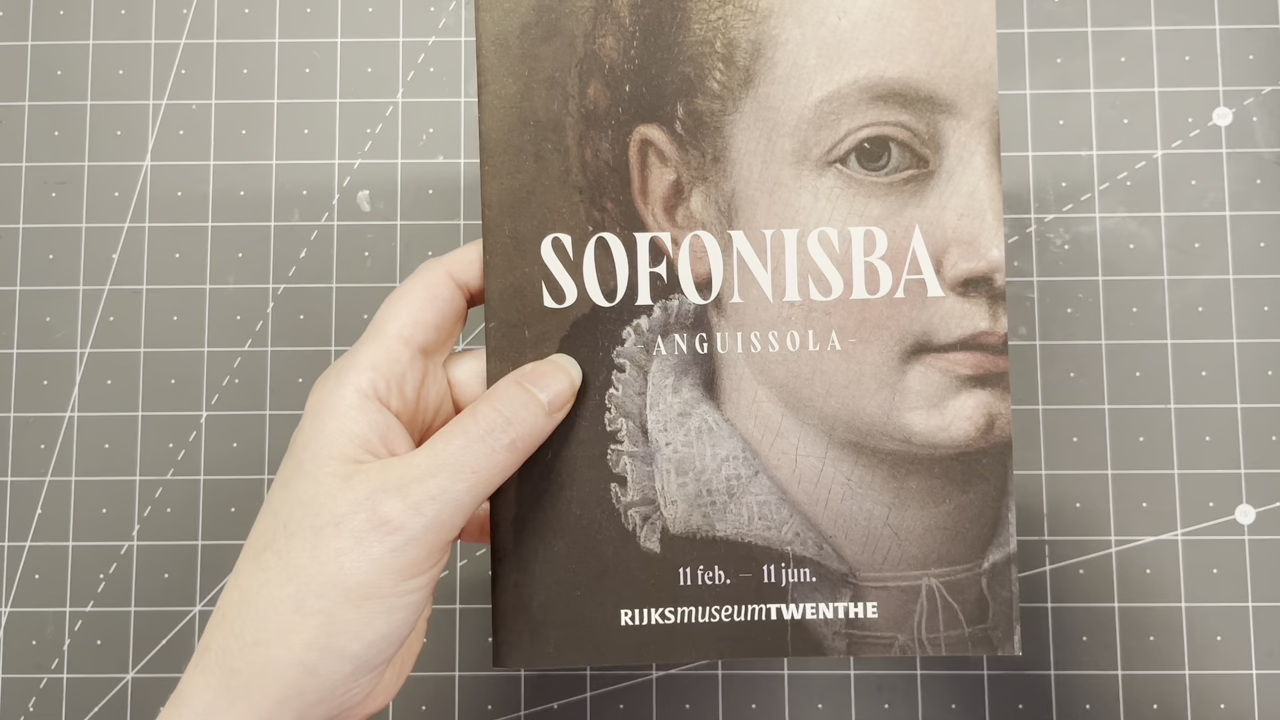 SOFONISBA
- ANGUISSOLA -
11 feb. – 11 jun.
RIJKSmuseumTWENTHE